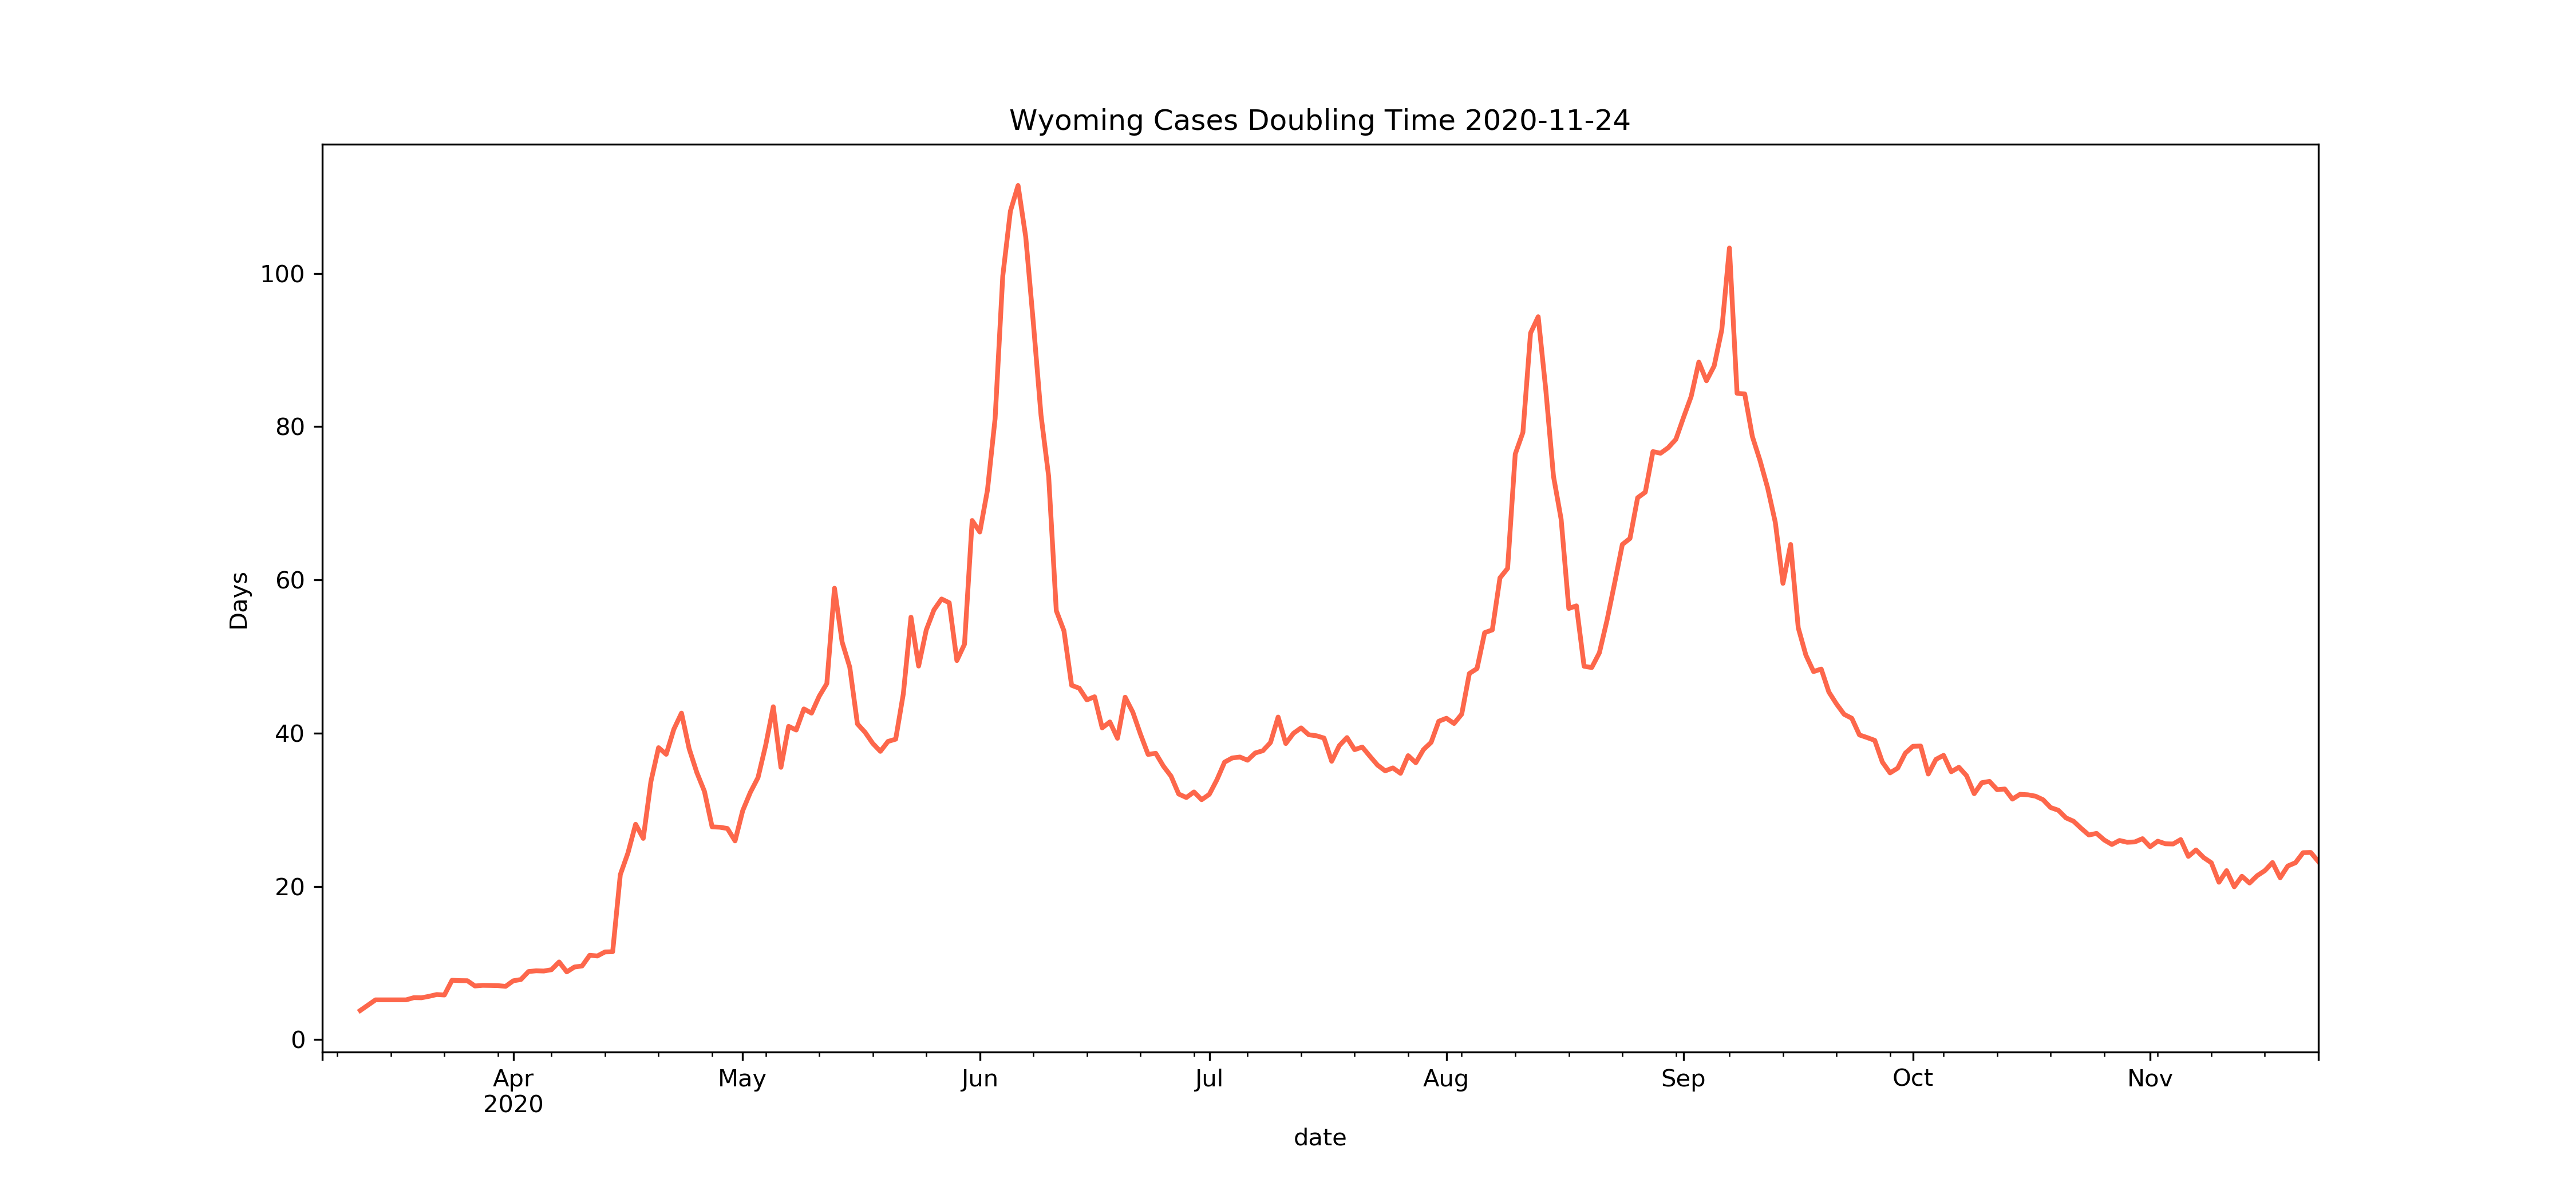 Wyoming Cases Doubling Time 2020-11-24
100
80
60
40
20
0
Days
Apr May Jun Jul Aug Sep Oct Nov
2020
date